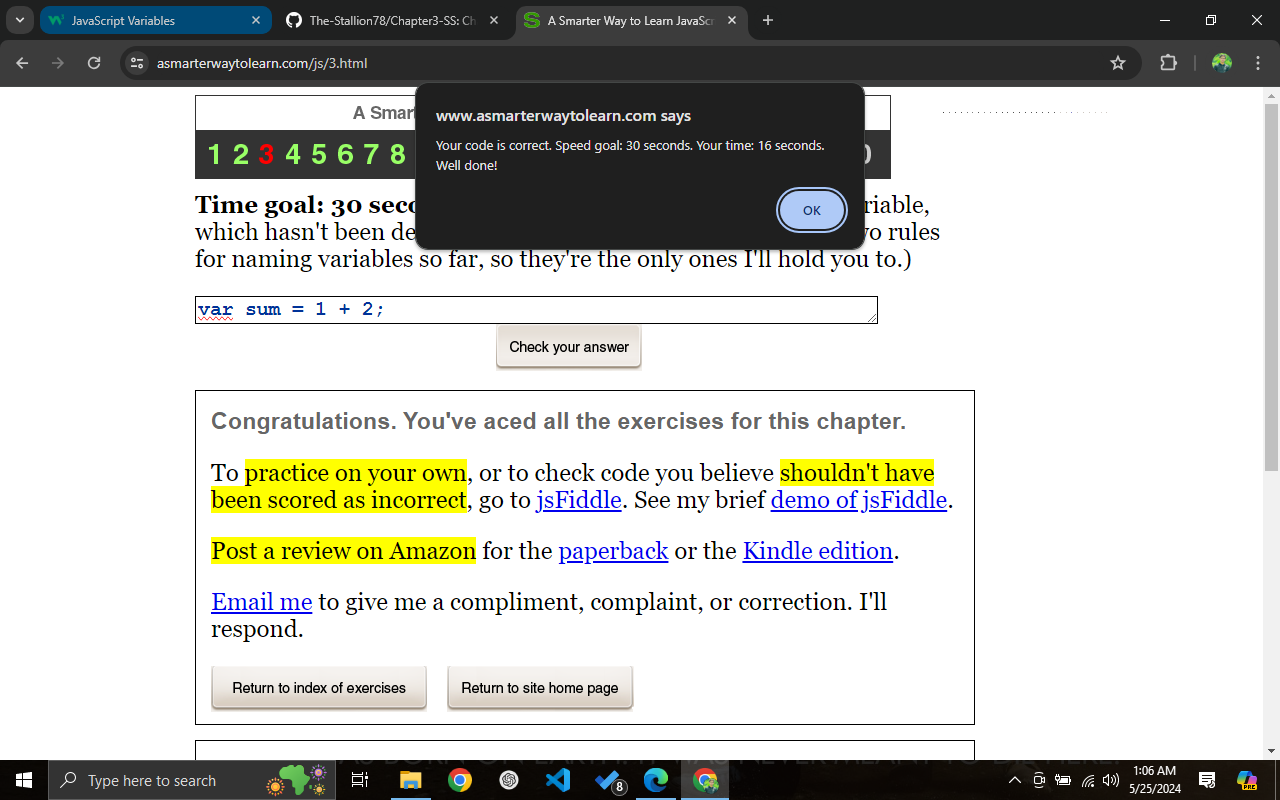 JavaScript Variables
The-Stallion78/Chapter3-SS: Ch
A Smarter Way to Learn JavaScr
asmarterwaytolearn.com/js/3.html
A Smar
1 2 3 4 5 6 7 8
www.asmarterwaytolearn.com says
Your code is correct. Speed goal: 30 seconds. Your time: 16 seconds.
Well done!
OK
Time goal: 30 seco
riable,
which hasn't been de
o rules
for naming variables so far, so they're the only ones I'll hold you to.)
var sum = 1 + 2;
Check your answer
Congratulations. You've aced all the exercises for this chapter.
To practice on your own, or to check code you believe shouldn't have
been scored as incorrect, go to jsFiddle. See my brief demo of jsFiddle.
Post a review on Amazon for the paperback or the Kindle edition.
Email me to give me a compliment, complaint, or correction. I'll
respond.
Return to index of exercises
Return to site home page
Type here to search
8
PRE
1:06 AM
5/25/2024